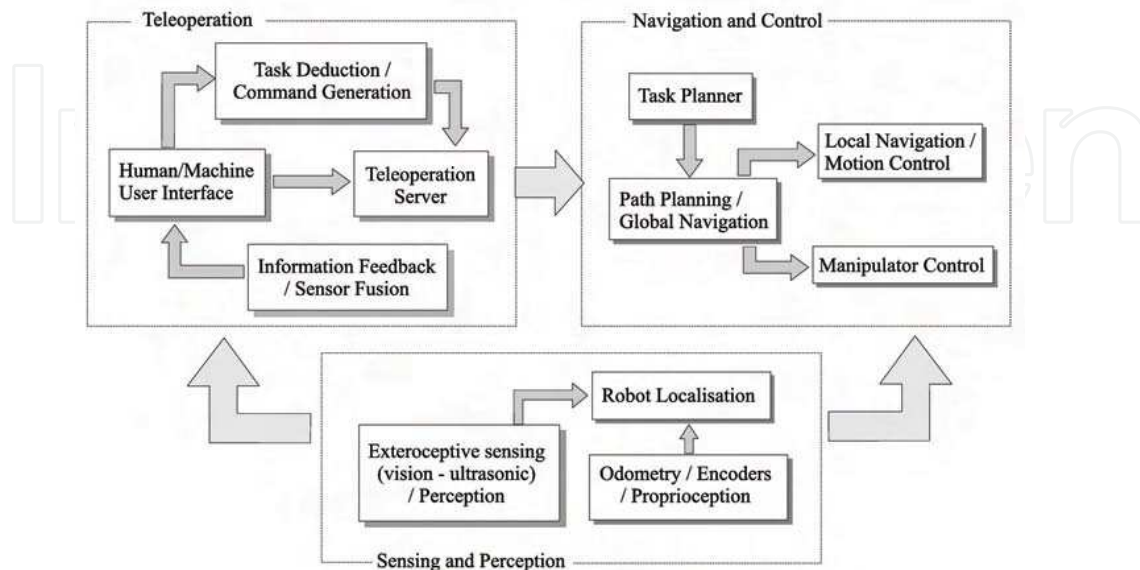 Teleoperation
Task Deduction /
Command Generation
Human/Machine
User Interface
Teleoperation
Server
Information Feedback
/ Sensor Fusion
Navigation and Control
Task Planner
Local Navigation /
Motion Control
Path Planning /
Global Navigation
Manipulator Control
Robot Localisation
Exteroceptive sensing
(vision - ultrasonic)
/ Perception
Odometry / Encoders
/ Proprioception
Sensing and Perception